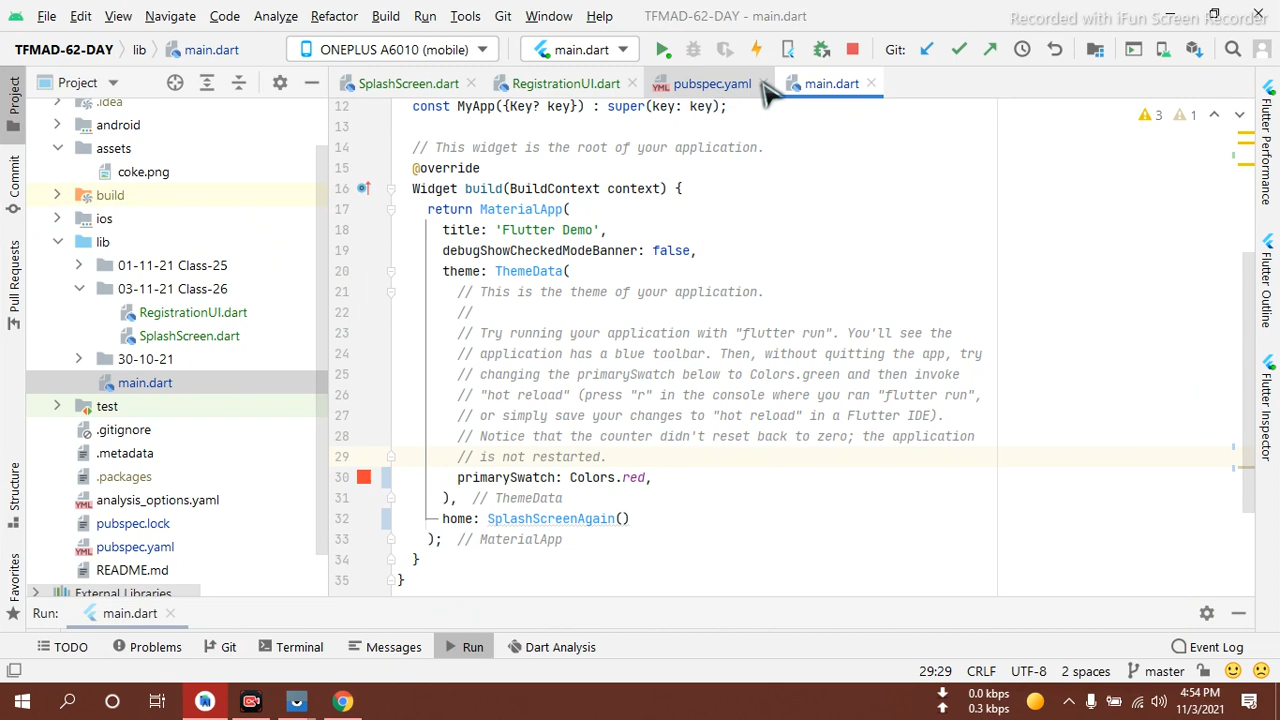 File Edit View Navigate Code Analyze Refactor Build Run Tools Git Window Help TFMAD-62-DAY - main.dart
Recorded with iFun Screen Recorder
TFMAD-62-DAY lib main.dart ONEPLUS A6010 (mobile) main.dart Git:
Project SplashScreen.dart RegistrationUI.dart pubspec.yaml main.dart
Project
Commit
Pull Requests
Structure
Favorites
.idea
android
assets
coke.png
build
ios
lib
01-11-21 Class-25
03-11-21 Class-26
RegistrationUI.dart
SplashScreen.dart
30-10-21
main.dart
test
.gitignore
.metadata
.packages
analysis_options.yaml
pubspec.lock
pubspec.yaml
README.md
External Libraries
12 const MyApp({Key? key}) : super(key: key);
13
14 // This widget is the root of your application.
15 @override
16 Widget build(BuildContext context) {
17 return MaterialApp(
18 title: 'Flutter Demo',
19 debugShowCheckedModeBanner: false,
20 theme: ThemeData(
21 // This is the theme of your application.
22 //
23 // Try running your application with "flutter run". You'll see the
24 // application has a blue toolbar. Then, without quitting the app, try
25 // changing the primarySwatch below to Colors.green and then invoke
26 // "hot reload" (press "r" in the console where you ran "flutter run",
27 // or simply save your changes to "hot reload" in a Flutter IDE).
28 // Notice that the counter didn't reset back to zero; the application
29 // is not restarted.
30 primarySwatch: Colors.red,
31 ), // ThemeData
32 home: SplashScreenAgain()
33 ); // MaterialApp
34 }
35 }
3 1
Flutter Performance
Flutter Outline
Flutter Inspector
Run: main.dart
TODO Problems Git Terminal Messages Run Dart Analysis Event Log
29:29 CRLF UTF-8 2 spaces master
0.0 kbps
0.3 kbps
4:54 PM
11/3/2021